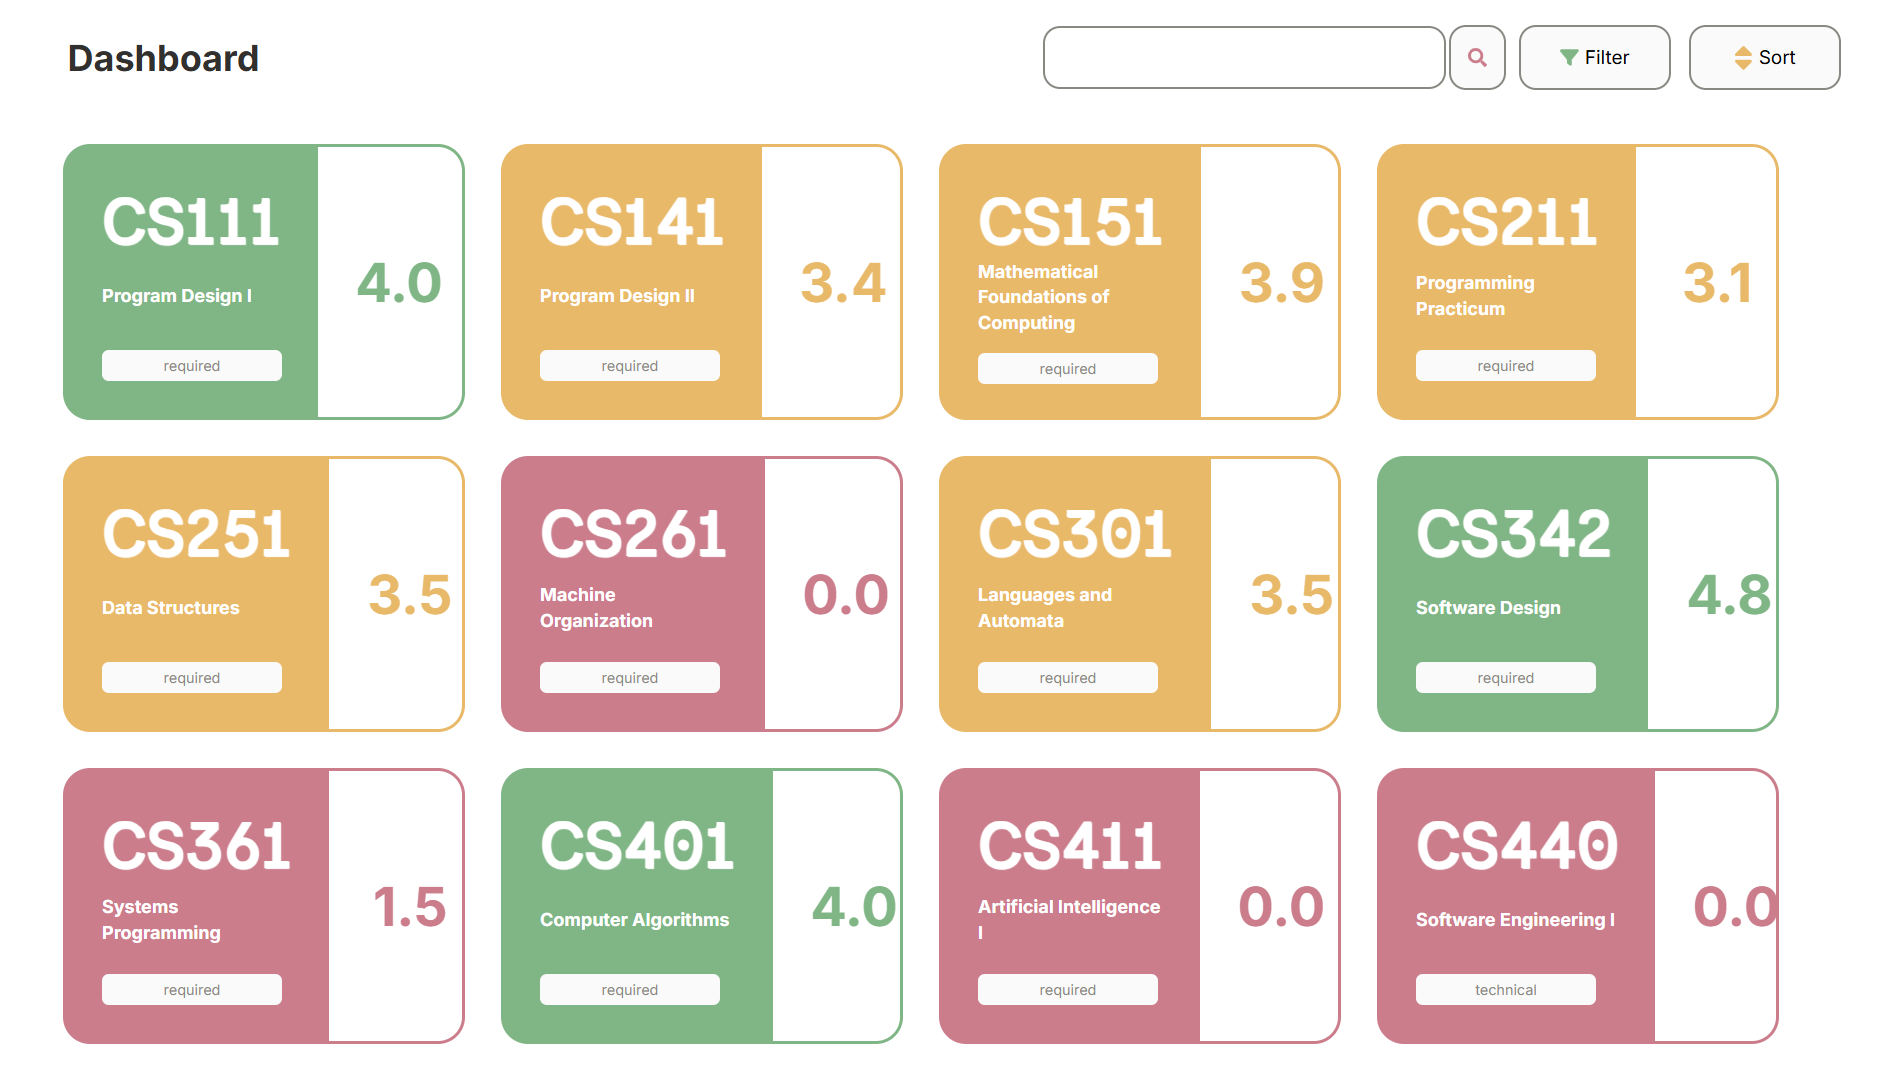 Dashboard
Filter
Sort
CS111
Program Design I
required
4.0
CS141
Program Design II
required
3.4
CS151
Mathematical
Foundations of
Computing
required
3.9
CS211
Programming
Practicum
required
3.1
CS251
Data Structures
required
3.5
CS261
Machine
Organization
required
0.0
CS301
Languages and
Automata
required
3.5
CS342
Software Design
required
4.8
CS361
Systems
Programming
required
1.5
CS401
Computer Algorithms
required
4.0
CS411
Artificial Intelligence
I
required
0.0
CS440
Software Engineering I
technical
0.0